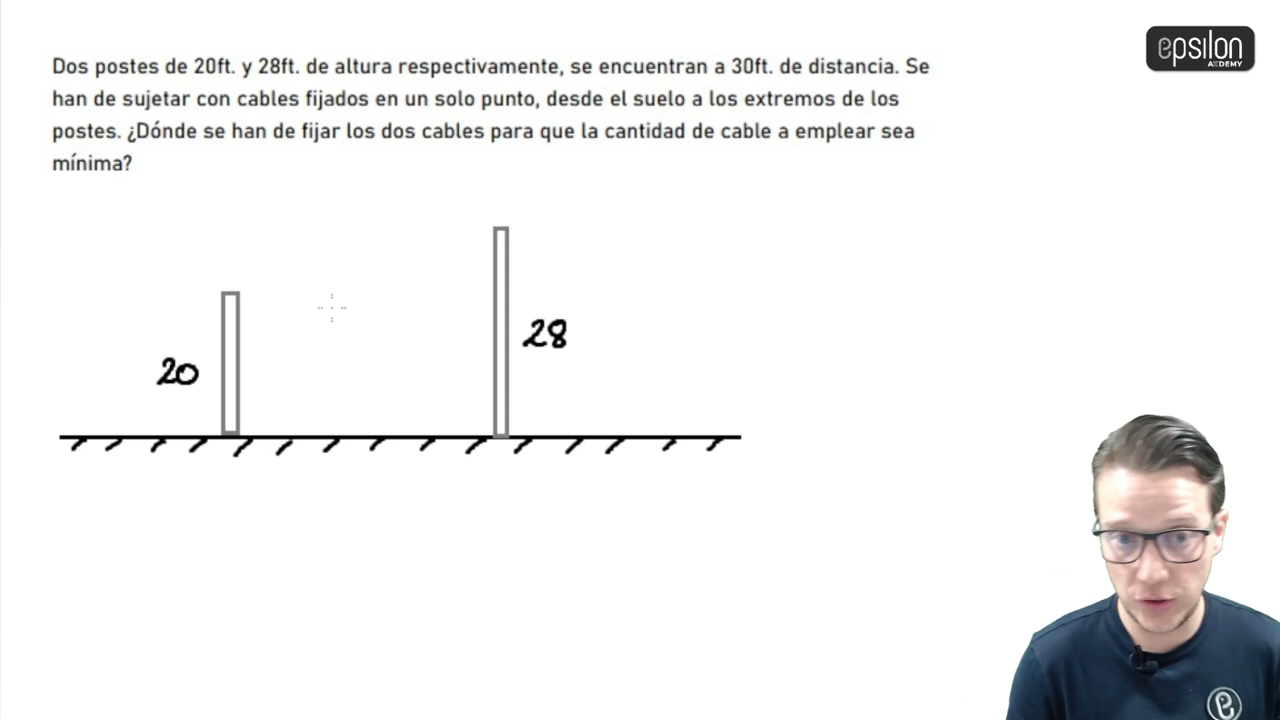 epsilon
AXDEMY
Dos postes de 20ft. y 28ft. de altura respectivamente, se encuentran a 30ft. de distancia. Se
han de sujetar con cables fijados en un solo punto, desde el suelo a los extremos de los
postes. ¿Dónde se han de fijar los dos cables para que la cantidad de cable a emplear sea
mínima?
28
20